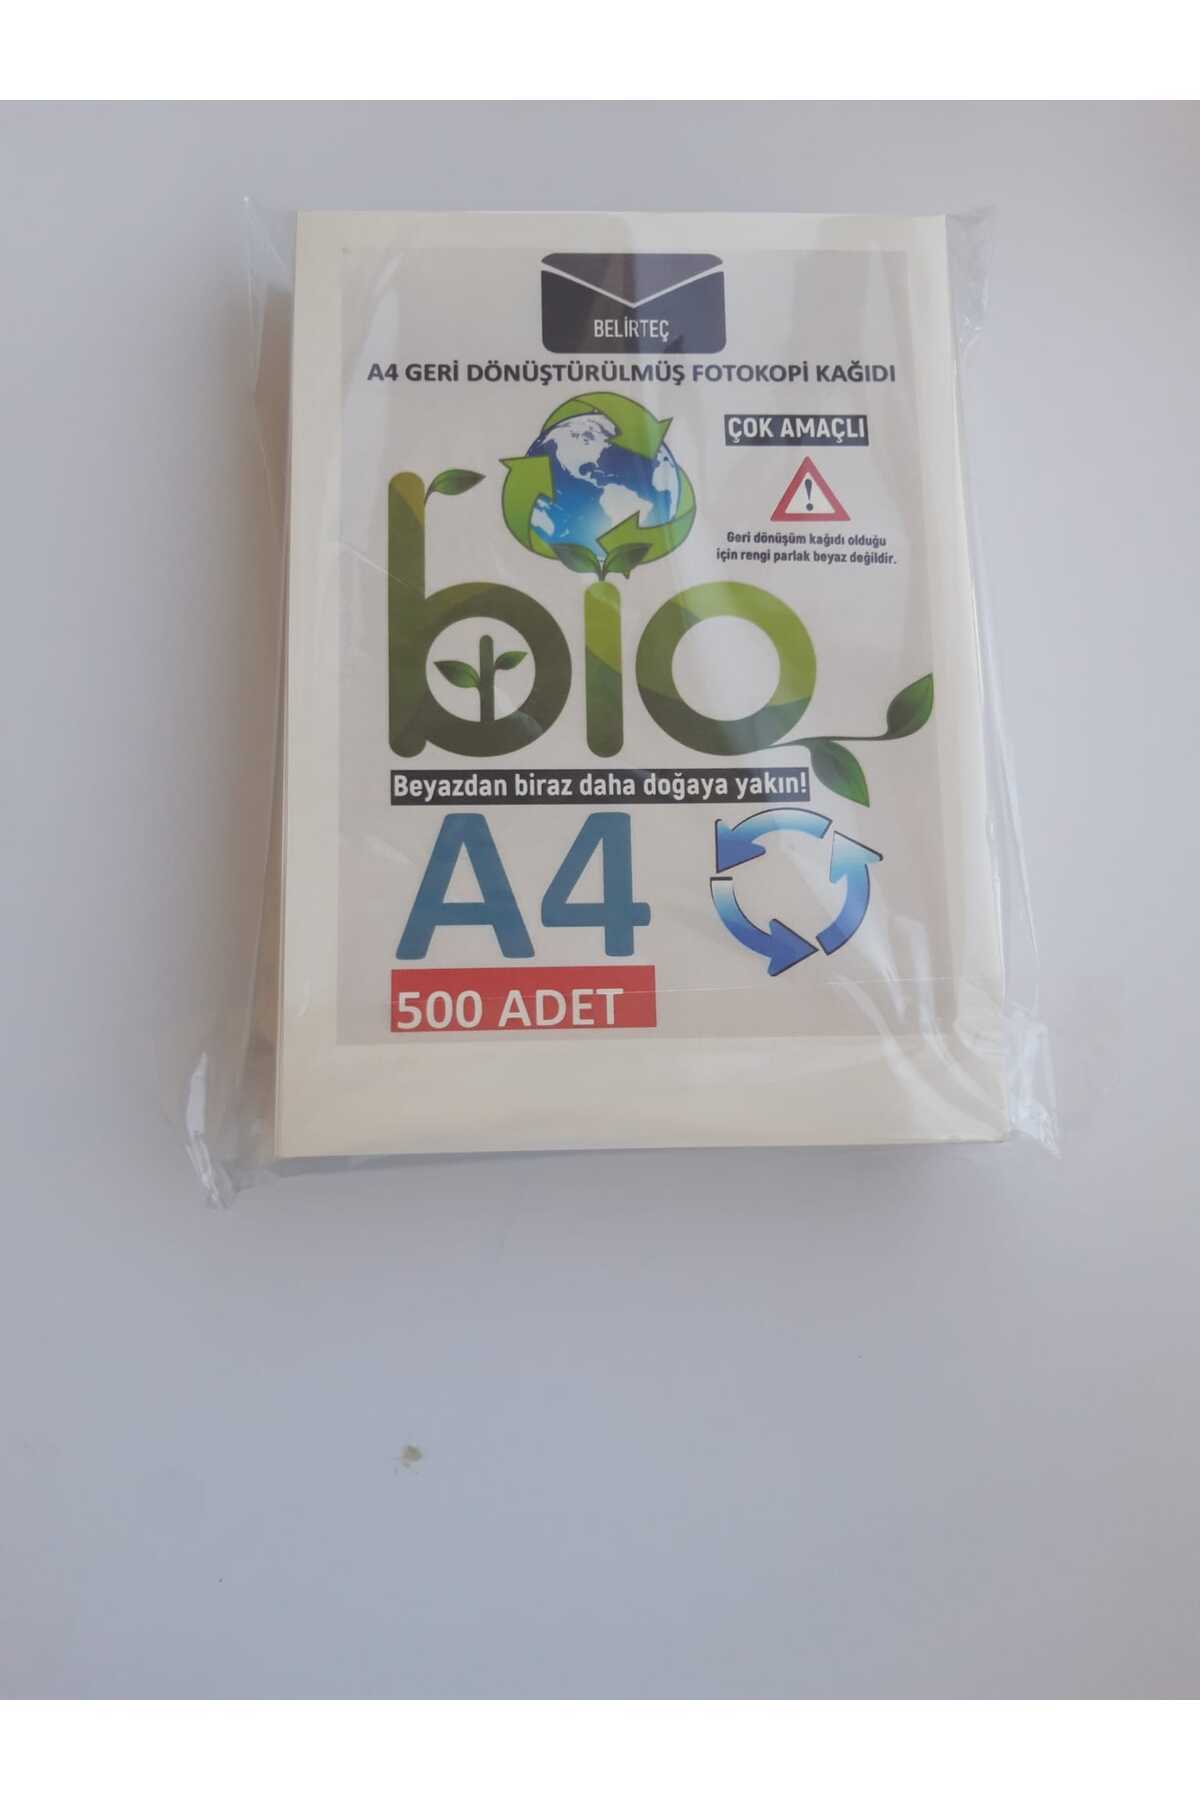 BELİRTEÇ
A4 GERİ DÖNÜŞTÜRÜLMÜŞ FOTOKOPİ KAĞIDI
ÇOK AMAÇLI
!
Geri dönüşüm kağıdı olduğu
için rengi parlak beyaz değildir.
bio
Beyazdan biraz daha doğaya yakın!
A4
500 ADET